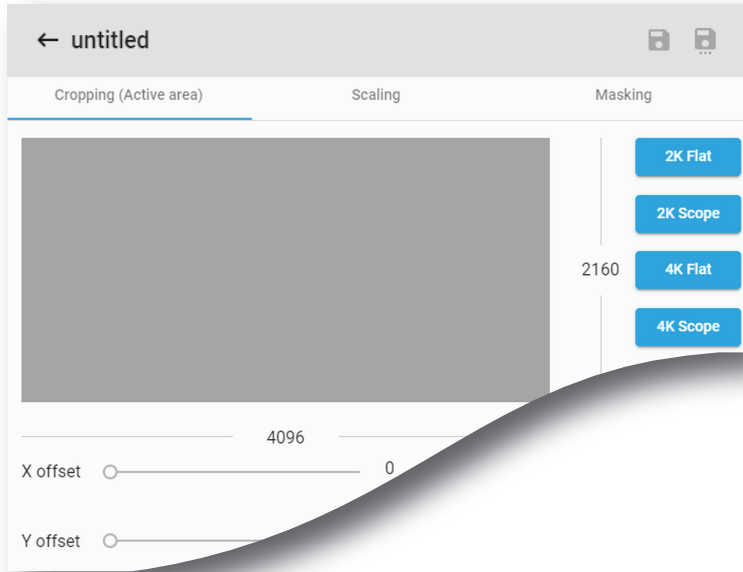 untitled
Cropping (Active area) Scaling Masking
2K Flat
2K Scope
2160 4K Flat
4K Scope
4096
X offset 0
Y offset